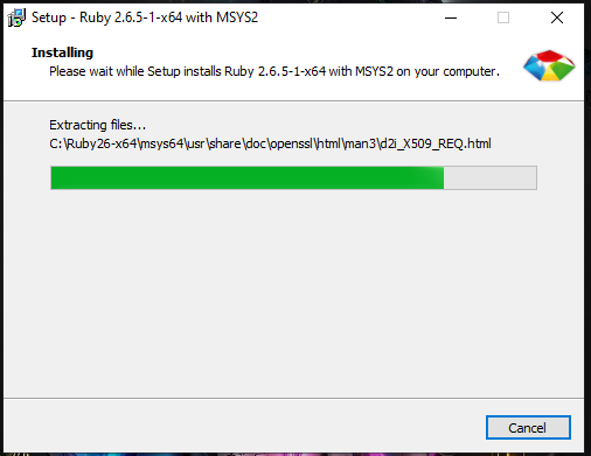 Setup - Ruby 2.6.5-1-x64 with MSYS2
Installing
Please wait while Setup installs Ruby 2.6.5-1-x64 with MSYS2 on your computer.
Extracting files...
C:\Ruby26-x64\msys64\usr\share\doc\openssl\html\man3\d2i_X509_REQ.html
Cancel